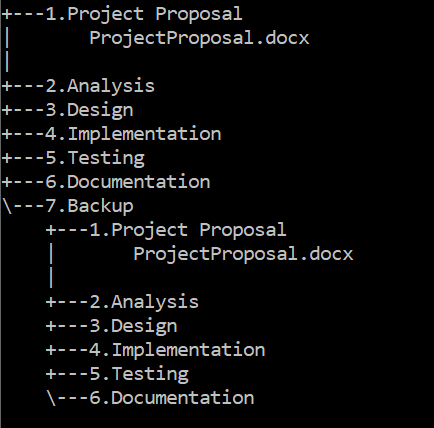 +---1.Project Proposal
|       ProjectProposal.docx
|
+---2.Analysis
+---3.Design
+---4.Implementation
+---5.Testing
+---6.Documentation
\---7.Backup
    +---1.Project Proposal
    |       ProjectProposal.docx
    |
    +---2.Analysis
    +---3.Design
    +---4.Implementation
    +---5.Testing
    \---6.Documentation